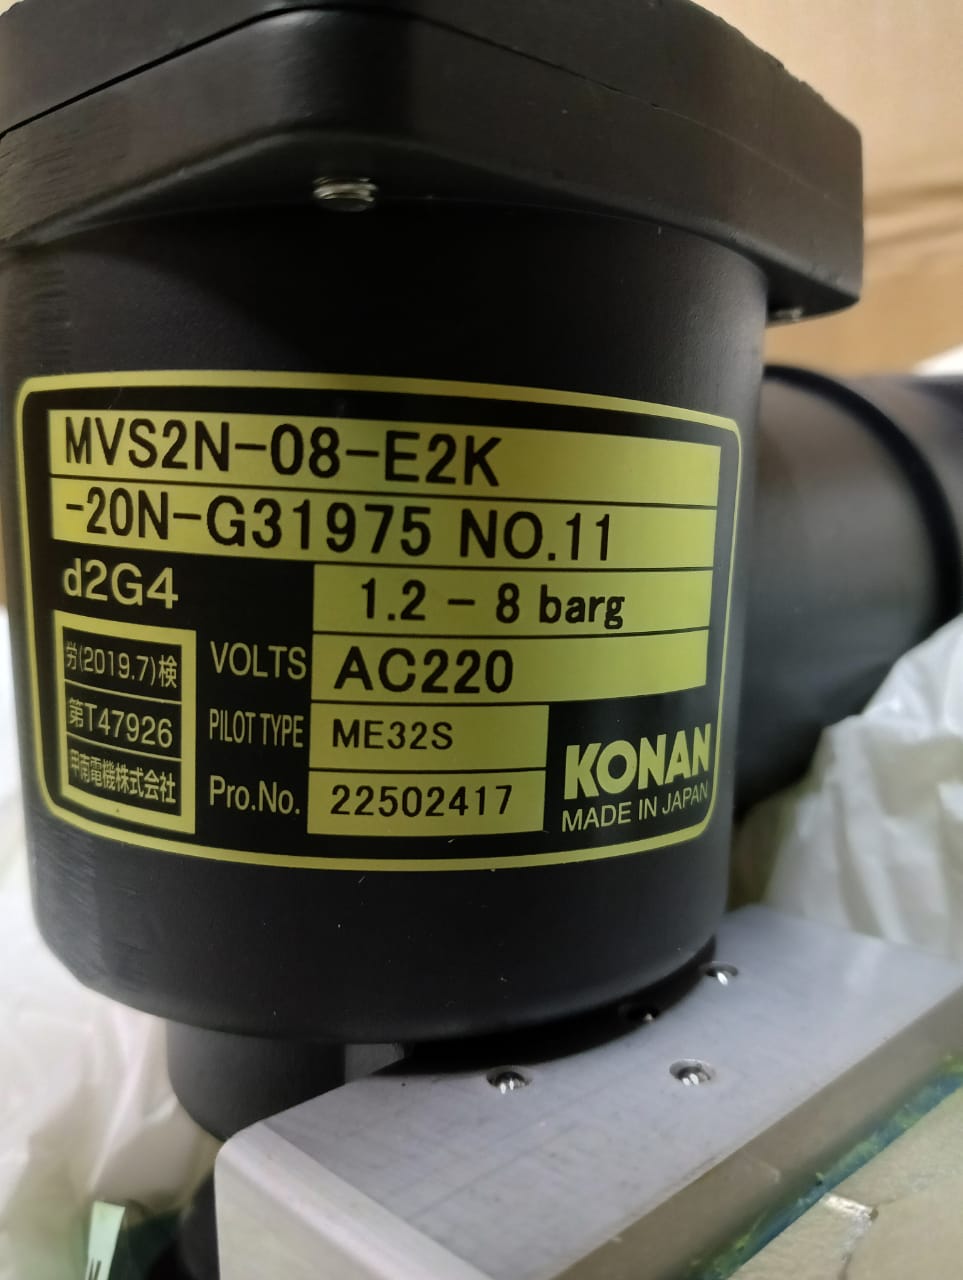 MVS2N-08-E2K
-20N-G31975 NO.11
d2G4
1.2 - 8 barg
労(2019.7)検
第T47926
甲南電機株式会社
VOLTS AC220
PILOT TYPE ME32S
Pro.No. 22502417
KONAN
MADE IN JAPAN